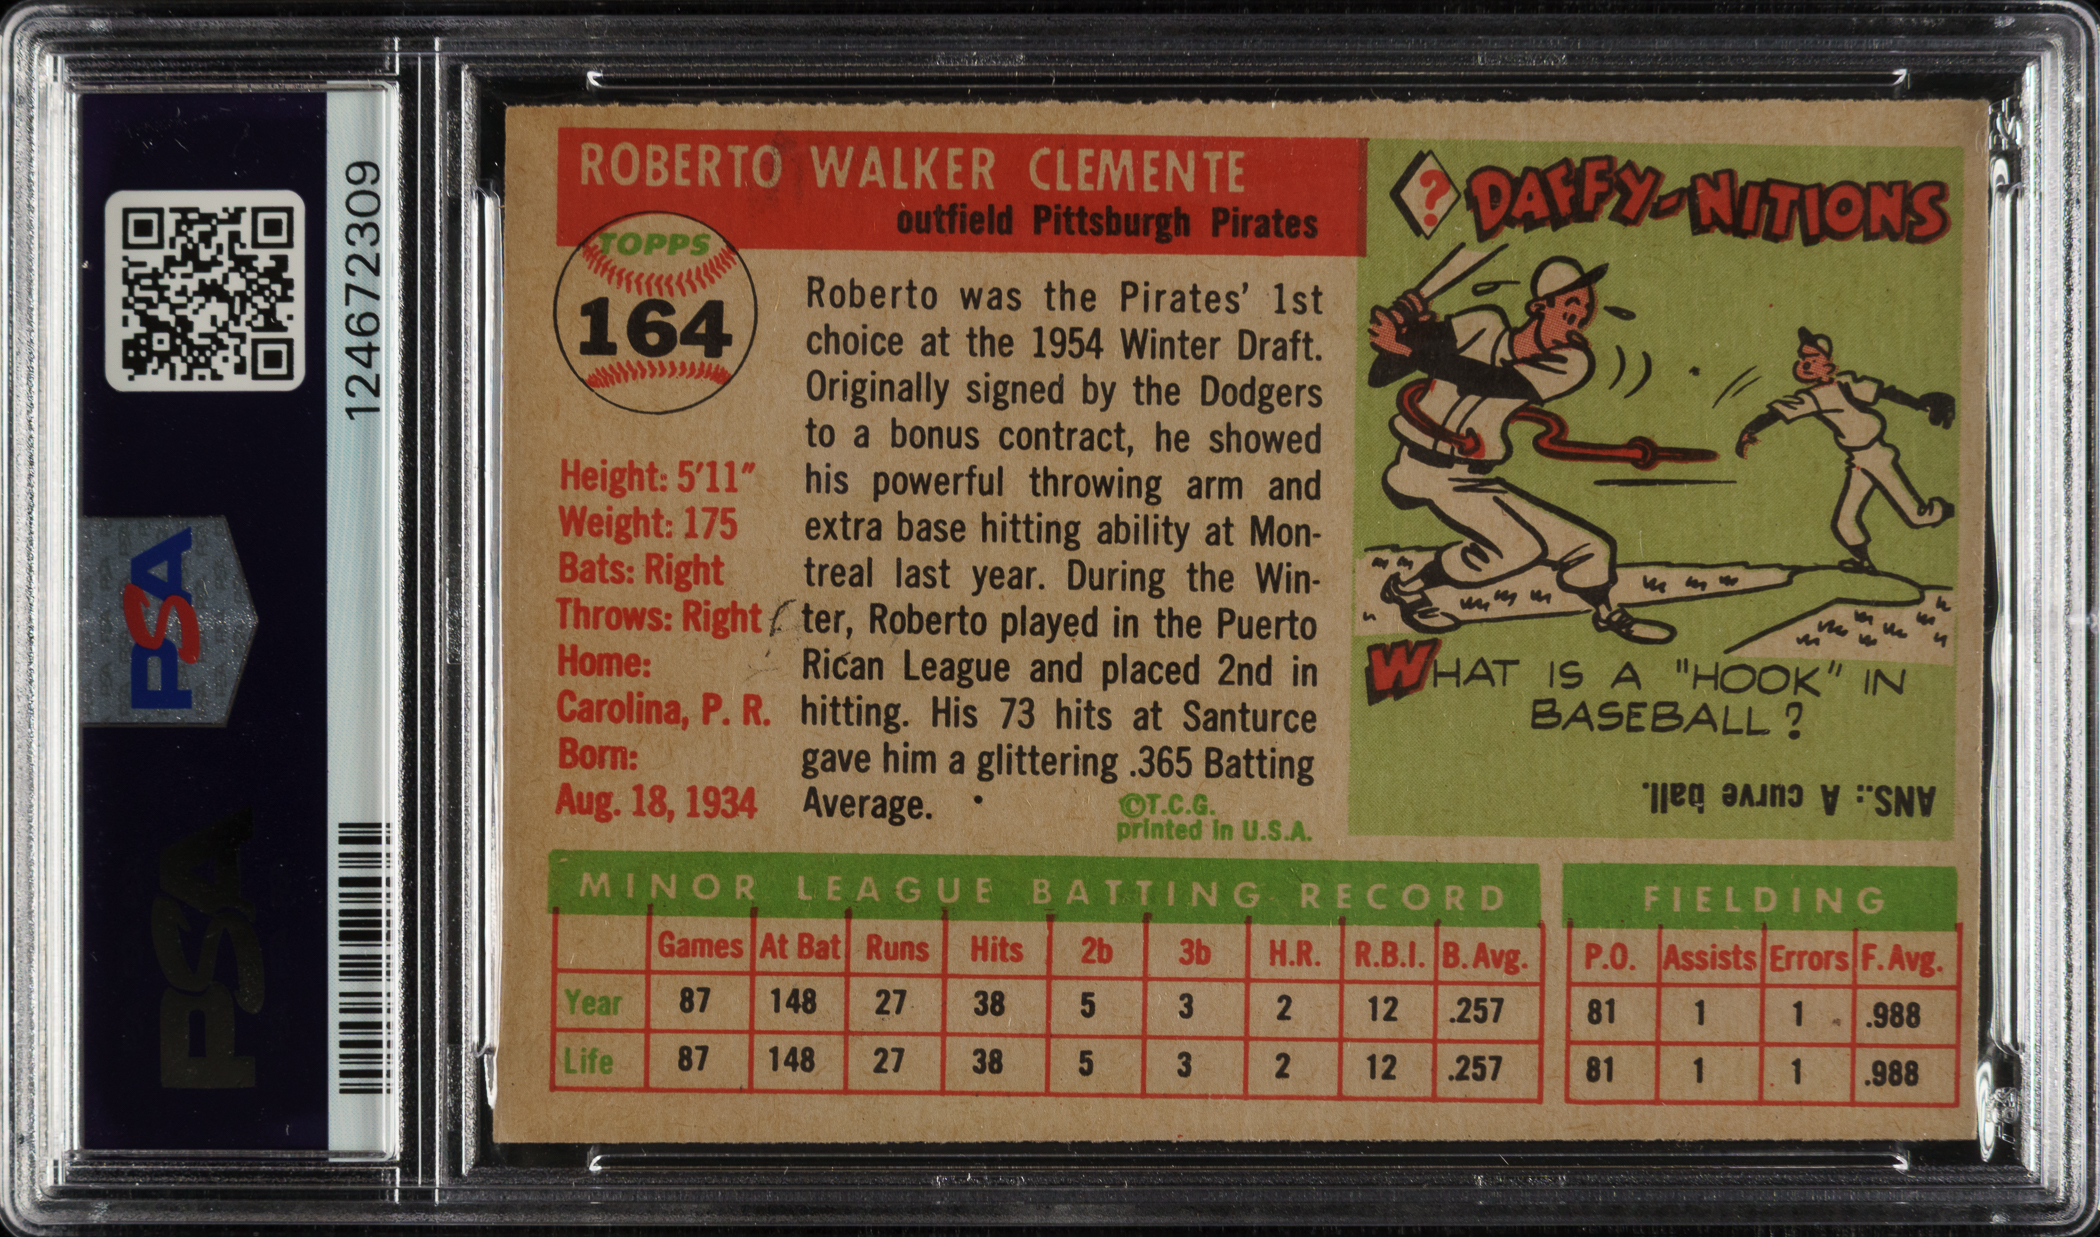 124672309
PSA
PSA
ROBERTO WALKER CLEMENTE
outfield Pittsburgh Pirates
TOPPS
164
Height: 5'11"
Weight: 175
Bats: Right
Throws: Right
Home:
Carolina, P. R.
Born:
Aug. 18, 1934
Roberto was the Pirates' 1st
choice at the 1954 Winter Draft.
Originally signed by the Dodgers
to a bonus contract, he showed
his powerful throwing arm and
extra base hitting ability at Mon-
treal last year. During the Win-
ter, Roberto played in the Puerto
Rican League and placed 2nd in
hitting. His 73 hits at Santurce
gave him a glittering .365 Batting
Average.
©T.C.G.
printed in U.S.A.
? DAFFY-NITIONS
WHAT IS A "HOOK" IN
BASEBALL?
ANS.: A curve ball.
MINOR LEAGUE BATTING RECORD
Games At Bat Runs Hits 2b 3b H.R. R.B.I. B. Avg.
Year 87 148 27 38 5 3 2 12 .257
Life 87 148 27 38 5 3 2 12 .257
FIELDING
P.O. Assists Errors F. Avg.
81 1 1 .988
81 1 1 .988